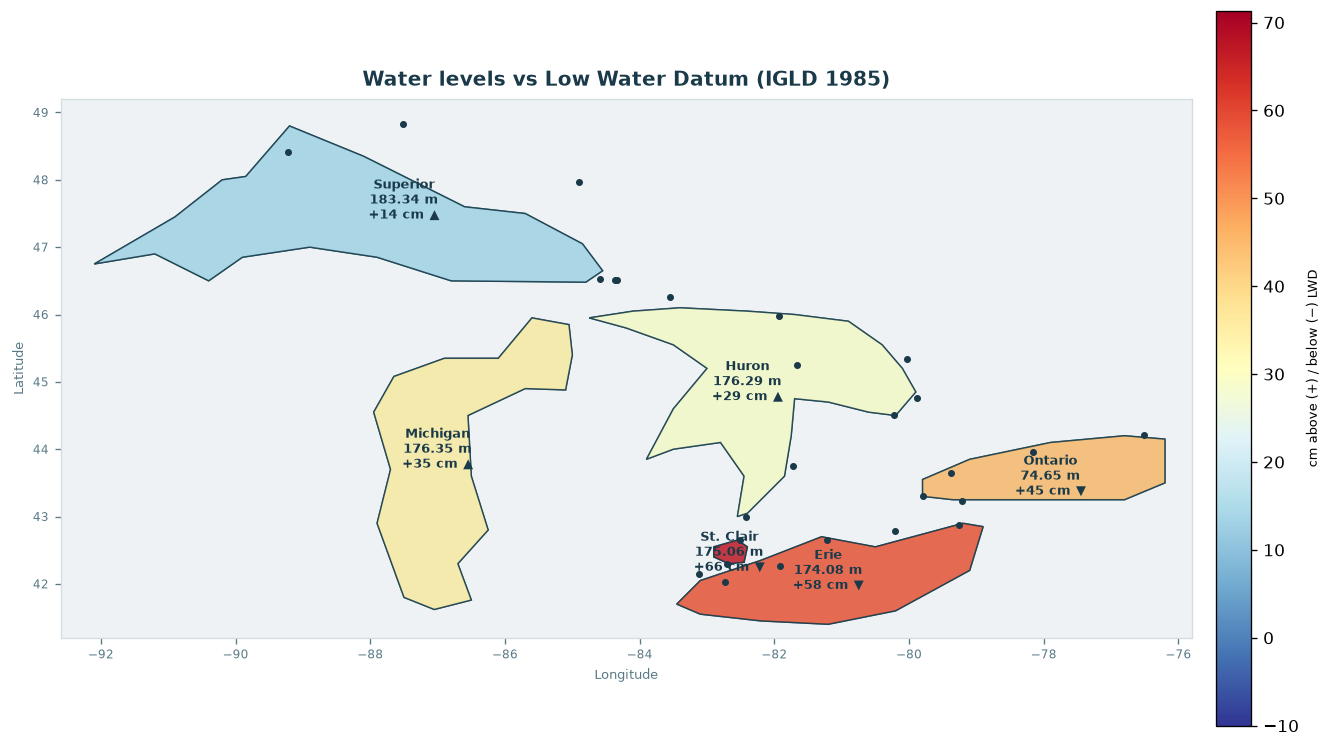 Water levels vs Low Water Datum (IGLD 1985)
Latitude
49
48
47
46
45
44
43
42
Superior
183.34 m
+14 cm ▲
Michigan
176.35 m
+35 cm ▲
Huron
176.29 m
+29 cm ▲
Ontario
74.65 m
+45 cm ▼
St. Clair
175.06 m
+66 cm ▼
Erie
174.08 m
+58 cm ▼
−92
−90
−88
−86
−84
−82
−80
−78
−76
Longitude
70
60
50
40
30
20
10
0
−10
cm above (+) / below (−) LWD